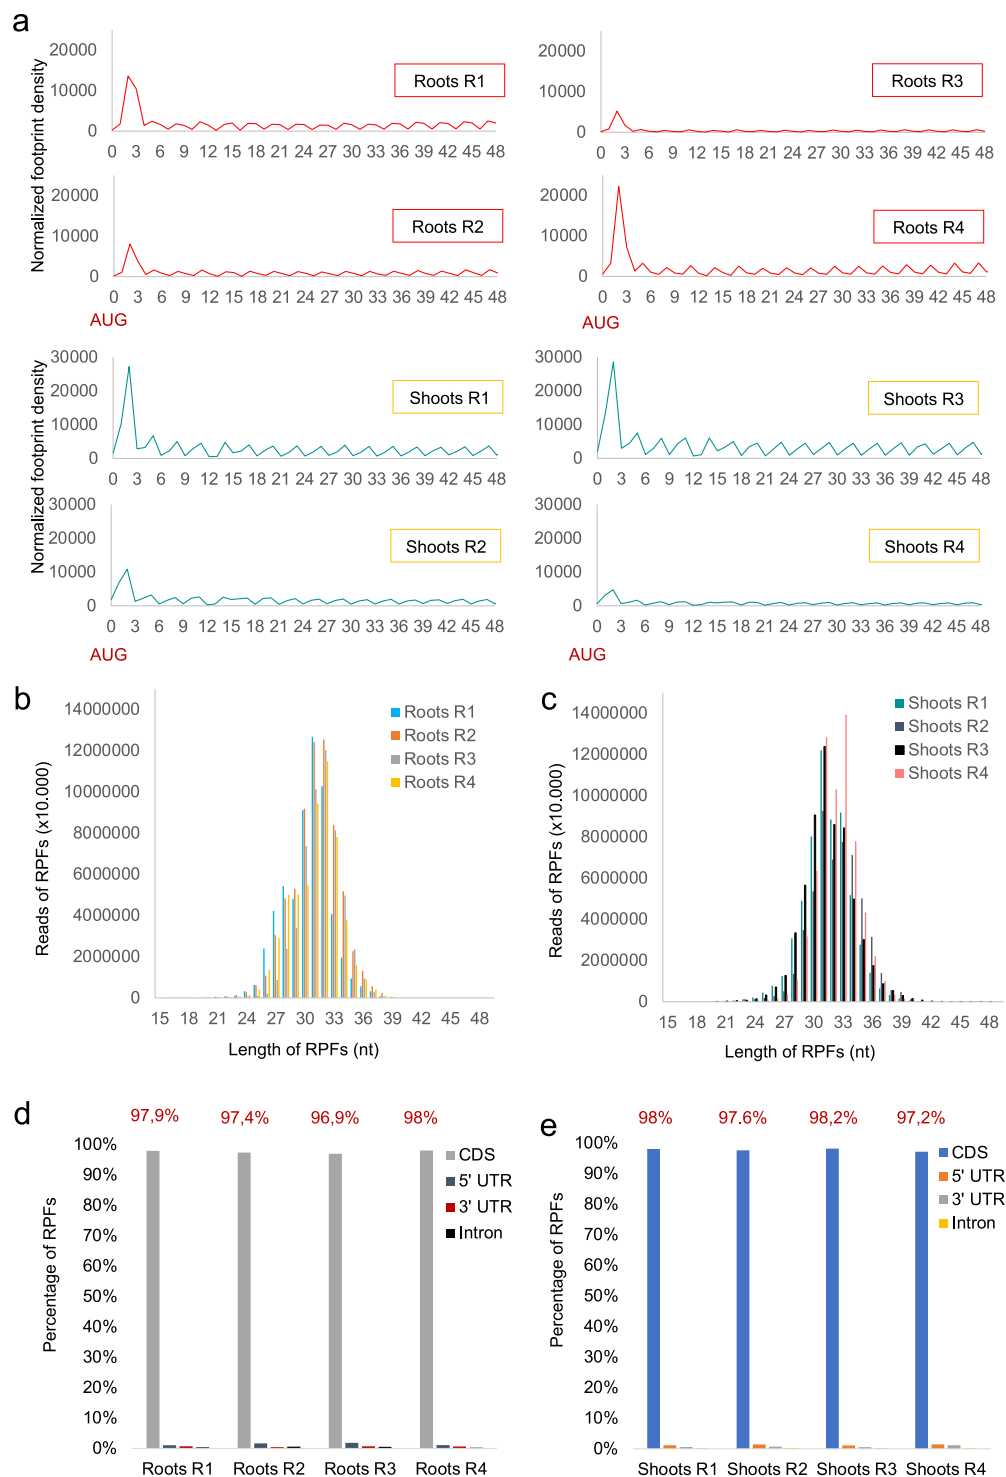 a
Normalized footprint density
20000
10000
0
Roots R1
0 3 6 9 12 15 18 21 24 27 30 33 36 39 42 45 48
20000
10000
0
Roots R3
0 3 6 9 12 15 18 21 24 27 30 33 36 39 42 45 48
20000
10000
0
Roots R2
0 3 6 9 12 15 18 21 24 27 30 33 36 39 42 45 48
AUG
20000
10000
0
Roots R4
0 3 6 9 12 15 18 21 24 27 30 33 36 39 42 45 48
AUG
Normalized footprint density
30000
20000
10000
0
Shoots R1
0 3 6 9 12 15 18 21 24 27 30 33 36 39 42 45 48
30000
20000
10000
0
Shoots R3
0 3 6 9 12 15 18 21 24 27 30 33 36 39 42 45 48
30000
20000
10000
0
Shoots R2
0 3 6 9 12 15 18 21 24 27 30 33 36 39 42 45 48
AUG
30000
20000
10000
0
Shoots R4
0 3 6 9 12 15 18 21 24 27 30 33 36 39 42 45 48
AUG
b
Reads of RPFs (x10.000)
14000000
12000000
10000000
8000000
6000000
4000000
2000000
0
Roots R1
Roots R2
Roots R3
Roots R4
15 18 21 24 27 30 33 36 39 42 45 48
Length of RPFs (nt)
c
Reads of RPFs (x10.000)
14000000
12000000
10000000
8000000
6000000
4000000
2000000
0
Shoots R1
Shoots R2
Shoots R3
Shoots R4
15 18 21 24 27 30 33 36 39 42 45 48
Length of RPFs (nt)
d
97,9% 97,4% 96,9% 98%
Percentage of RPFs
100%
90%
80%
70%
60%
50%
40%
30%
20%
10%
0%
CDS
5' UTR
3' UTR
Intron
Roots R1 Roots R2 Roots R3 Roots R4
e
98% 97.6% 98,2% 97,2%
Percentage of RPFs
100%
90%
80%
70%
60%
50%
40%
30%
20%
10%
0%
CDS
5' UTR
3' UTR
Intron
Shoots R1 Shoots R2 Shoots R3 Shoots R4